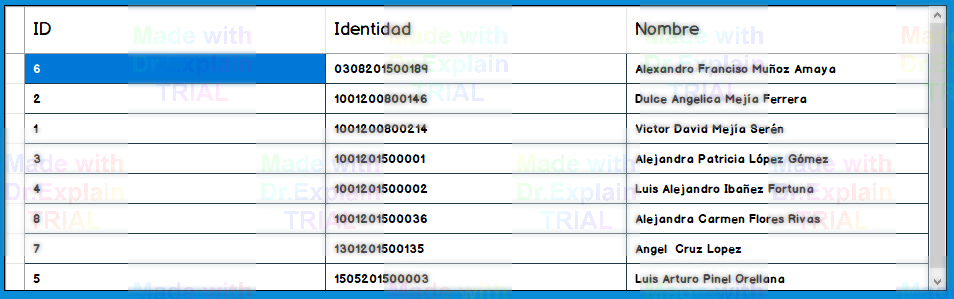 ID Identidad Nombre
6 0308201500189 Alexandro Franciso Muñoz Amaya
2 1001200800146 Dulce Angelica Mejía Ferrera
1 1001200800214 Victor David Mejía Serén
3 1001201500001 Alejandra Patricia López Gómez
4 1001201500002 Luis Alejandro Ibañez Fortuna
8 1001201500036 Alejandra Carmen Flores Rivas
7 1301201500135 Angel Cruz Lopez
5 1505201500003 Luis Arturo Pinel Orellana
Made with
Dr.Explain
TRIAL